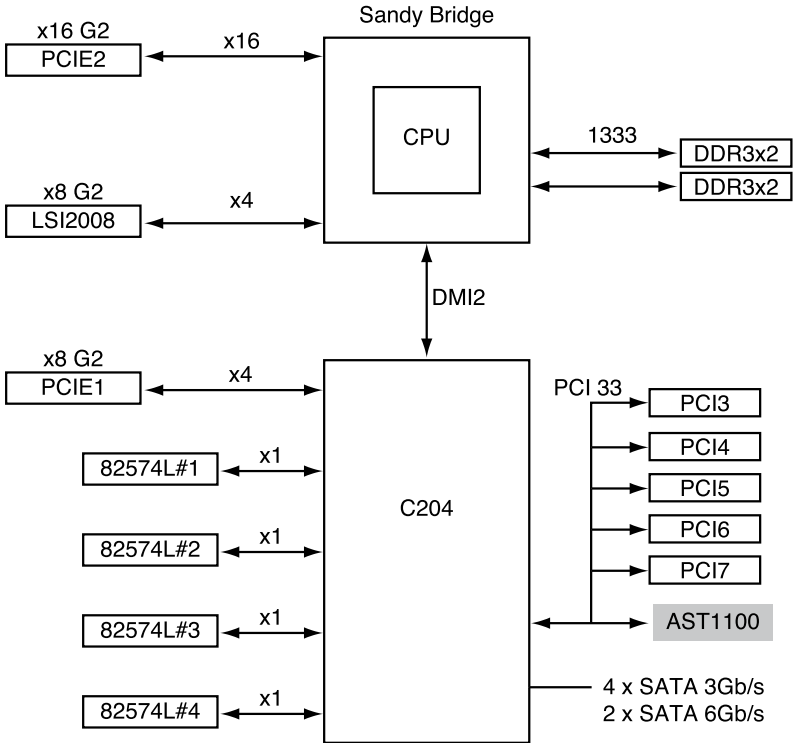 Sandy Bridge
x16 G2
PCIE2
x16
CPU
1333
DDR3x2
DDR3x2
x8 G2
LSI2008
x4
DMI2
x8 G2
PCIE1
x4
PCI 33
PCI3
PCI4
PCI5
PCI6
PCI7
AST1100
82574L#1
x1
C204
82574L#2
x1
82574L#3
x1
82574L#4
x1
4 x SATA 3Gb/s
2 x SATA 6Gb/s